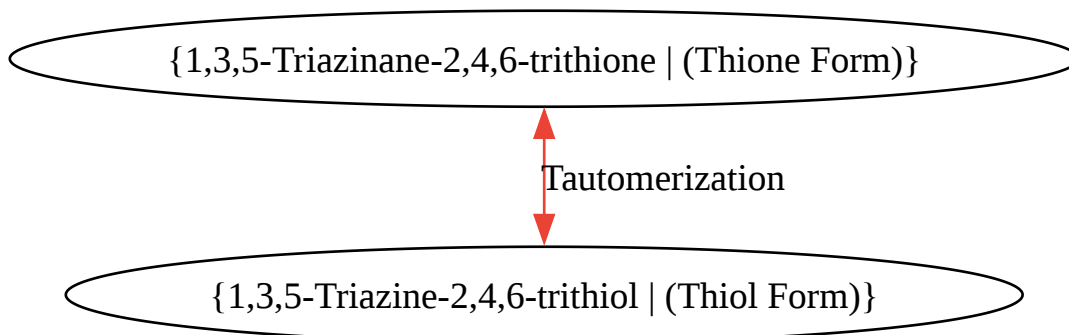 {1,3,5-Triazinane-2,4,6-trithione | (Thione Form)}
Tautomerization
{1,3,5-Triazine-2,4,6-trithiol | (Thiol Form)}